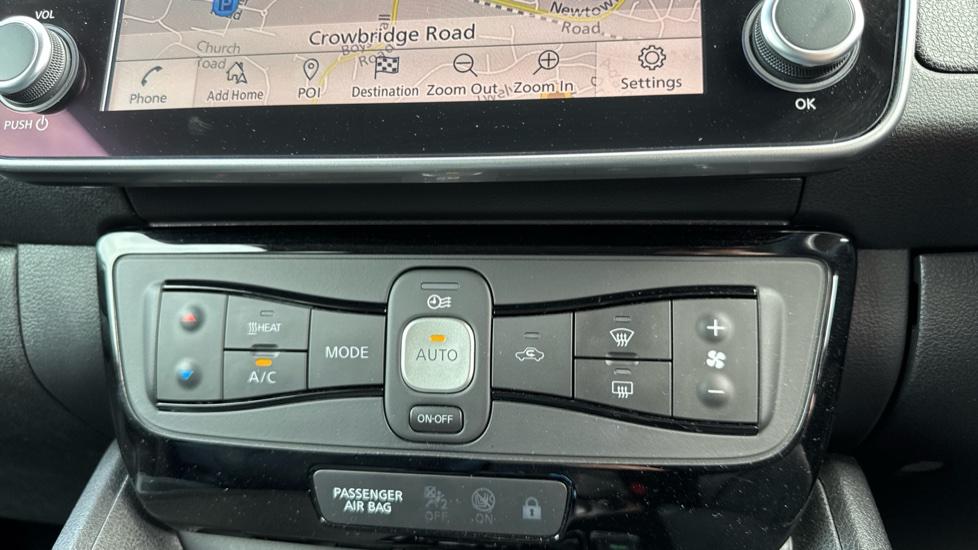 VOL
Newtown
Road
Crowbridge Road
Church
road
Phone
Add Home
POI
Destination
Zoom Out
Zoom In
Settings
PUSH
OK
HEAT
A/C
MODE
AUTO
ON·OFF
PASSENGER
AIR BAG
OFF
ON